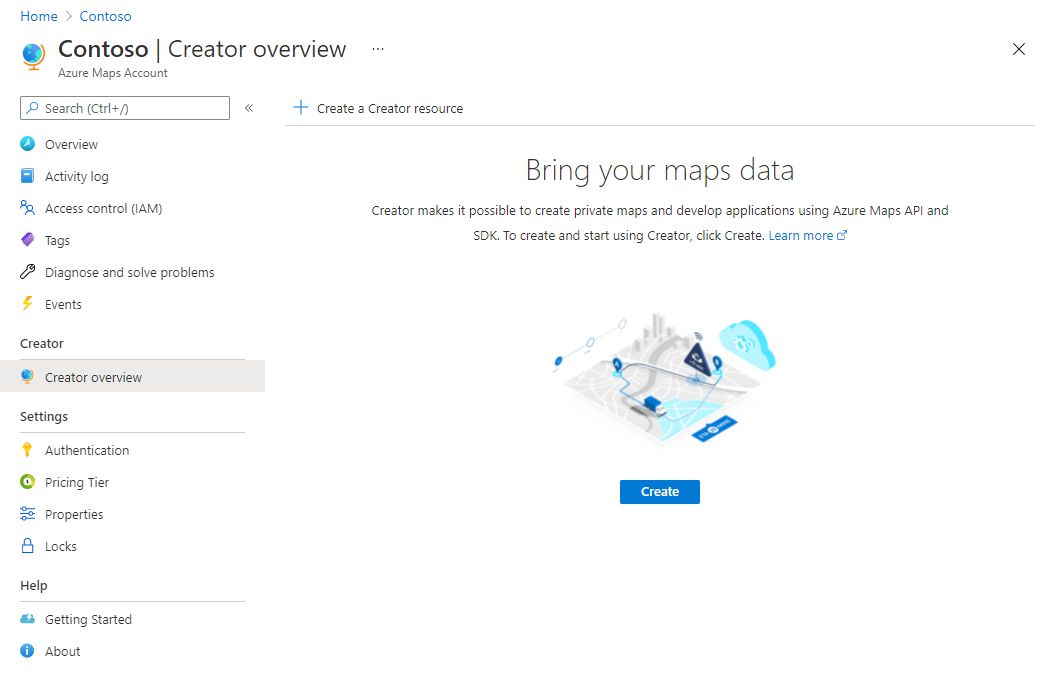 Home > Contoso
Contoso | Creator overview ...
Azure Maps Account
Search (Ctrl+/)
«
Overview
Activity log
Access control (IAM)
Tags
Diagnose and solve problems
Events
Creator
Creator overview
Settings
Authentication
Pricing Tier
Properties
Locks
Help
Getting Started
About
Create a Creator resource
Bring your maps data
Creator makes it possible to create private maps and develop applications using Azure Maps API and
SDK. To create and start using Creator, click Create. Learn more
Create